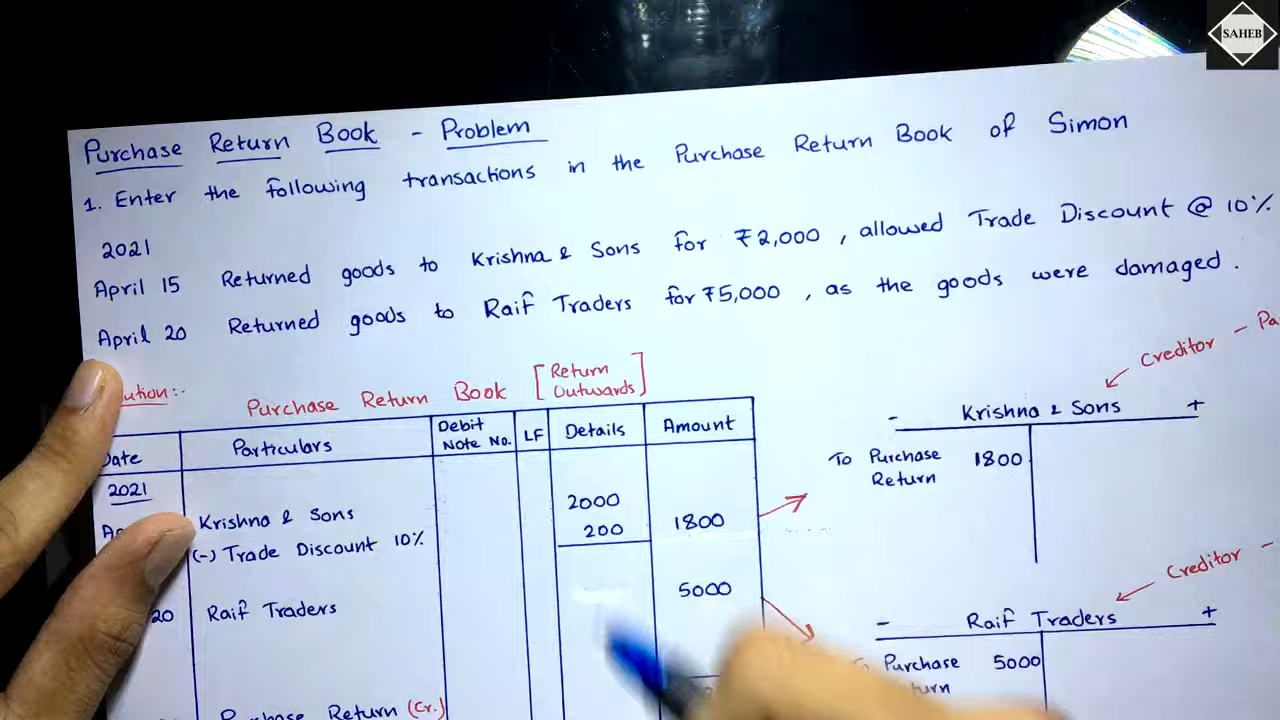 SAHEB
Purchase Return Book - Problem
1. Enter the following transactions in the Purchase Return Book of Simon
2021
April 15 Returned goods to Krishna & Sons for ₹2,000 , allowed Trade Discount @ 10%
April 20 Returned goods to Raif Traders for ₹5,000 , as the goods were damaged .
Purchase Return Book [Return Outwards]
Date Particulars Debit Note No. LF Details Amount
2021
Krishna & Sons 2000
(-) Trade Discount 10% 200 1800
20 Raif Traders 5000
Purchase Return (Cr.)
Creditor -
- Krishna & Sons +
To Purchase Return 1800
Creditor -
- Raif Traders +
To Purchase 5000